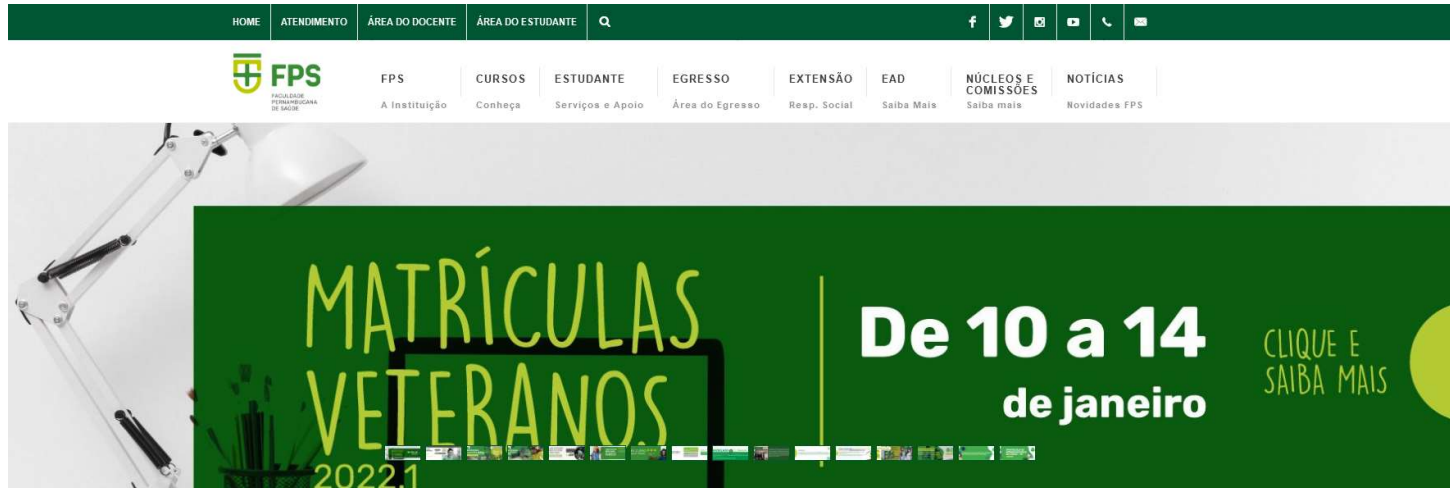 HOME ATENDIMENTO ÁREA DO DOCENTE ÁREA DO ESTUDANTE
FPS
FACULDADE
PERNAMBUCANA
DE SAÚDE
FPS
A Instituição
CURSOS
Conheça
ESTUDANTE
Serviços e Apoio
EGRESSO
Área do Egresso
EXTENSÃO
Resp. Social
EAD
Saiba Mais
NÚCLEOS E
COMISSÕES
Saiba mais
NOTÍCIAS
Novidades FPS
MATRÍCULAS
VETERANOS
2022.1
De 10 a 14
de janeiro
CLIQUE E
SAIBA MAIS